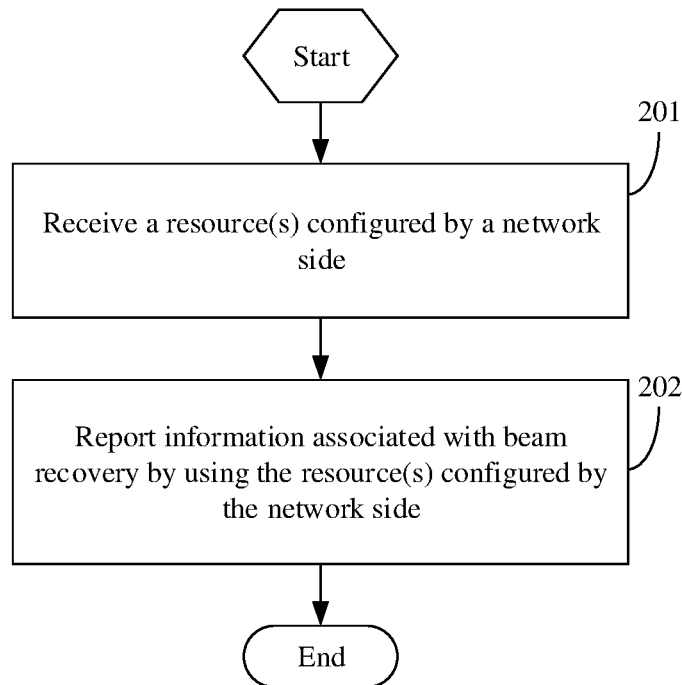 Start
201
Receive a resource(s) configured by a network
side
202
Report information associated with beam
recovery by using the resource(s) configured by
the network side
End